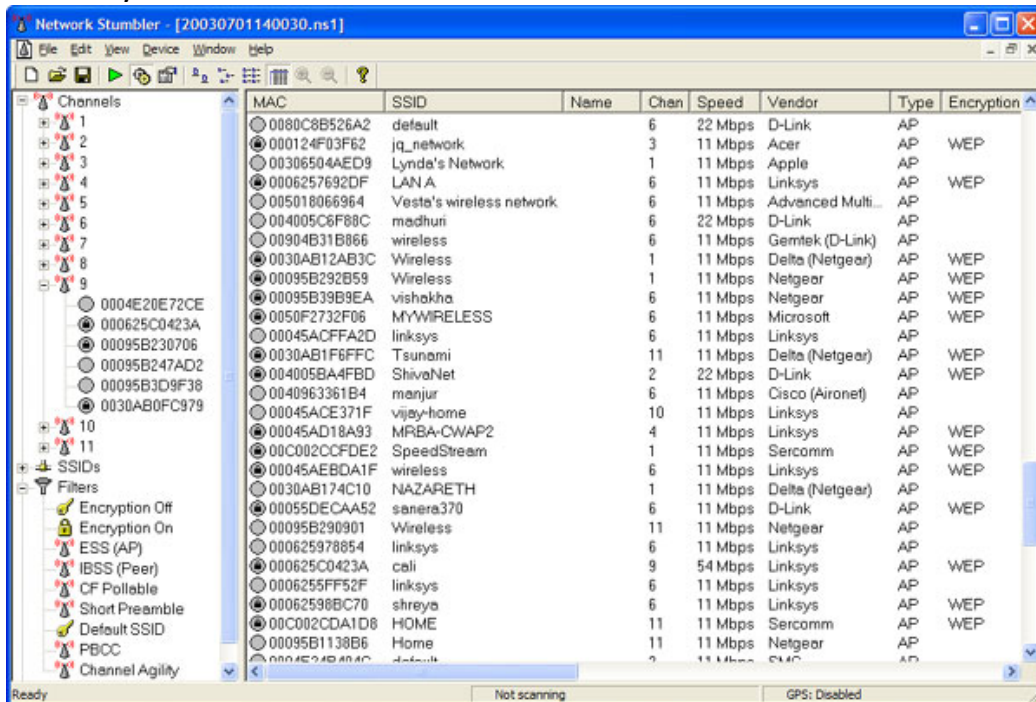 Network Stumbler - [20030701140030.ns1]
File Edit View Device Window Help
Channels
1
2
3
4
5
6
7
8
9
0004E20E72CE
000625C0423A
00095B230706
00095B247AD2
00095B3D9F38
0030AB0FC979
10
11
SSIDs
Filters
Encryption Off
Encryption On
ESS (AP)
IBSS (Peer)
CF Pollable
Short Preamble
Default SSID
PBCC
Channel Agility
MAC SSID Name Chan Speed Vendor Type Encryption
0080C8B526A2 default 6 22 Mbps D-Link AP
000124F03F62 jq_network 3 11 Mbps Acer AP WEP
00306504AED9 Lynda's Network 1 11 Mbps Apple AP
0006257692DF LAN A 6 11 Mbps Linksys AP WEP
005018066964 Vesta's wireless network 6 11 Mbps Advanced Multi... AP
004005C6F88C madhuri 6 22 Mbps D-Link AP
00904B31B866 wireless 6 11 Mbps Gemtek (D-Link) AP
0030AB12AB3C Wireless 1 11 Mbps Delta (Netgear) AP WEP
00095B292B59 Wireless 1 11 Mbps Netgear AP WEP
00095B39B9EA vishakha 6 11 Mbps Netgear AP WEP
0050F2732F06 MYWIRELESS 6 11 Mbps Microsoft AP WEP
00045ACFFA2D linksys 6 11 Mbps Linksys AP
0030AB1F6FFC Tsunami 11 11 Mbps Delta (Netgear) AP WEP
004005BA4FBD ShivaNet 2 22 Mbps D-Link AP WEP
0040963361B4 manjur 6 11 Mbps Cisco (Aironet) AP
00045ACE371F vijay-home 10 11 Mbps Linksys AP
00045AD18A93 MRBA-CWAP2 4 11 Mbps Linksys AP WEP
00C002CCFDE2 SpeedStream 1 11 Mbps Sercomm AP WEP
00045AEBDA1F wireless 6 11 Mbps Linksys AP WEP
0030AB174C10 NAZARETH 1 11 Mbps Delta (Netgear) AP
00055DECAA52 sanera370 6 11 Mbps D-Link AP WEP
00095B290901 Wireless 11 11 Mbps Netgear AP
000625978854 linksys 6 11 Mbps Linksys AP
000625C0423A cali 9 54 Mbps Linksys AP WEP
0006255FF52F linksys 6 11 Mbps Linksys AP
00062598BC70 shreya 6 11 Mbps Linksys AP WEP
00C002CDA1D8 HOME 11 11 Mbps Sercomm AP WEP
00095B1138B6 Home 11 11 Mbps Netgear AP
default 11 Mbps SMC AP
Ready Not scanning GPS: Disabled